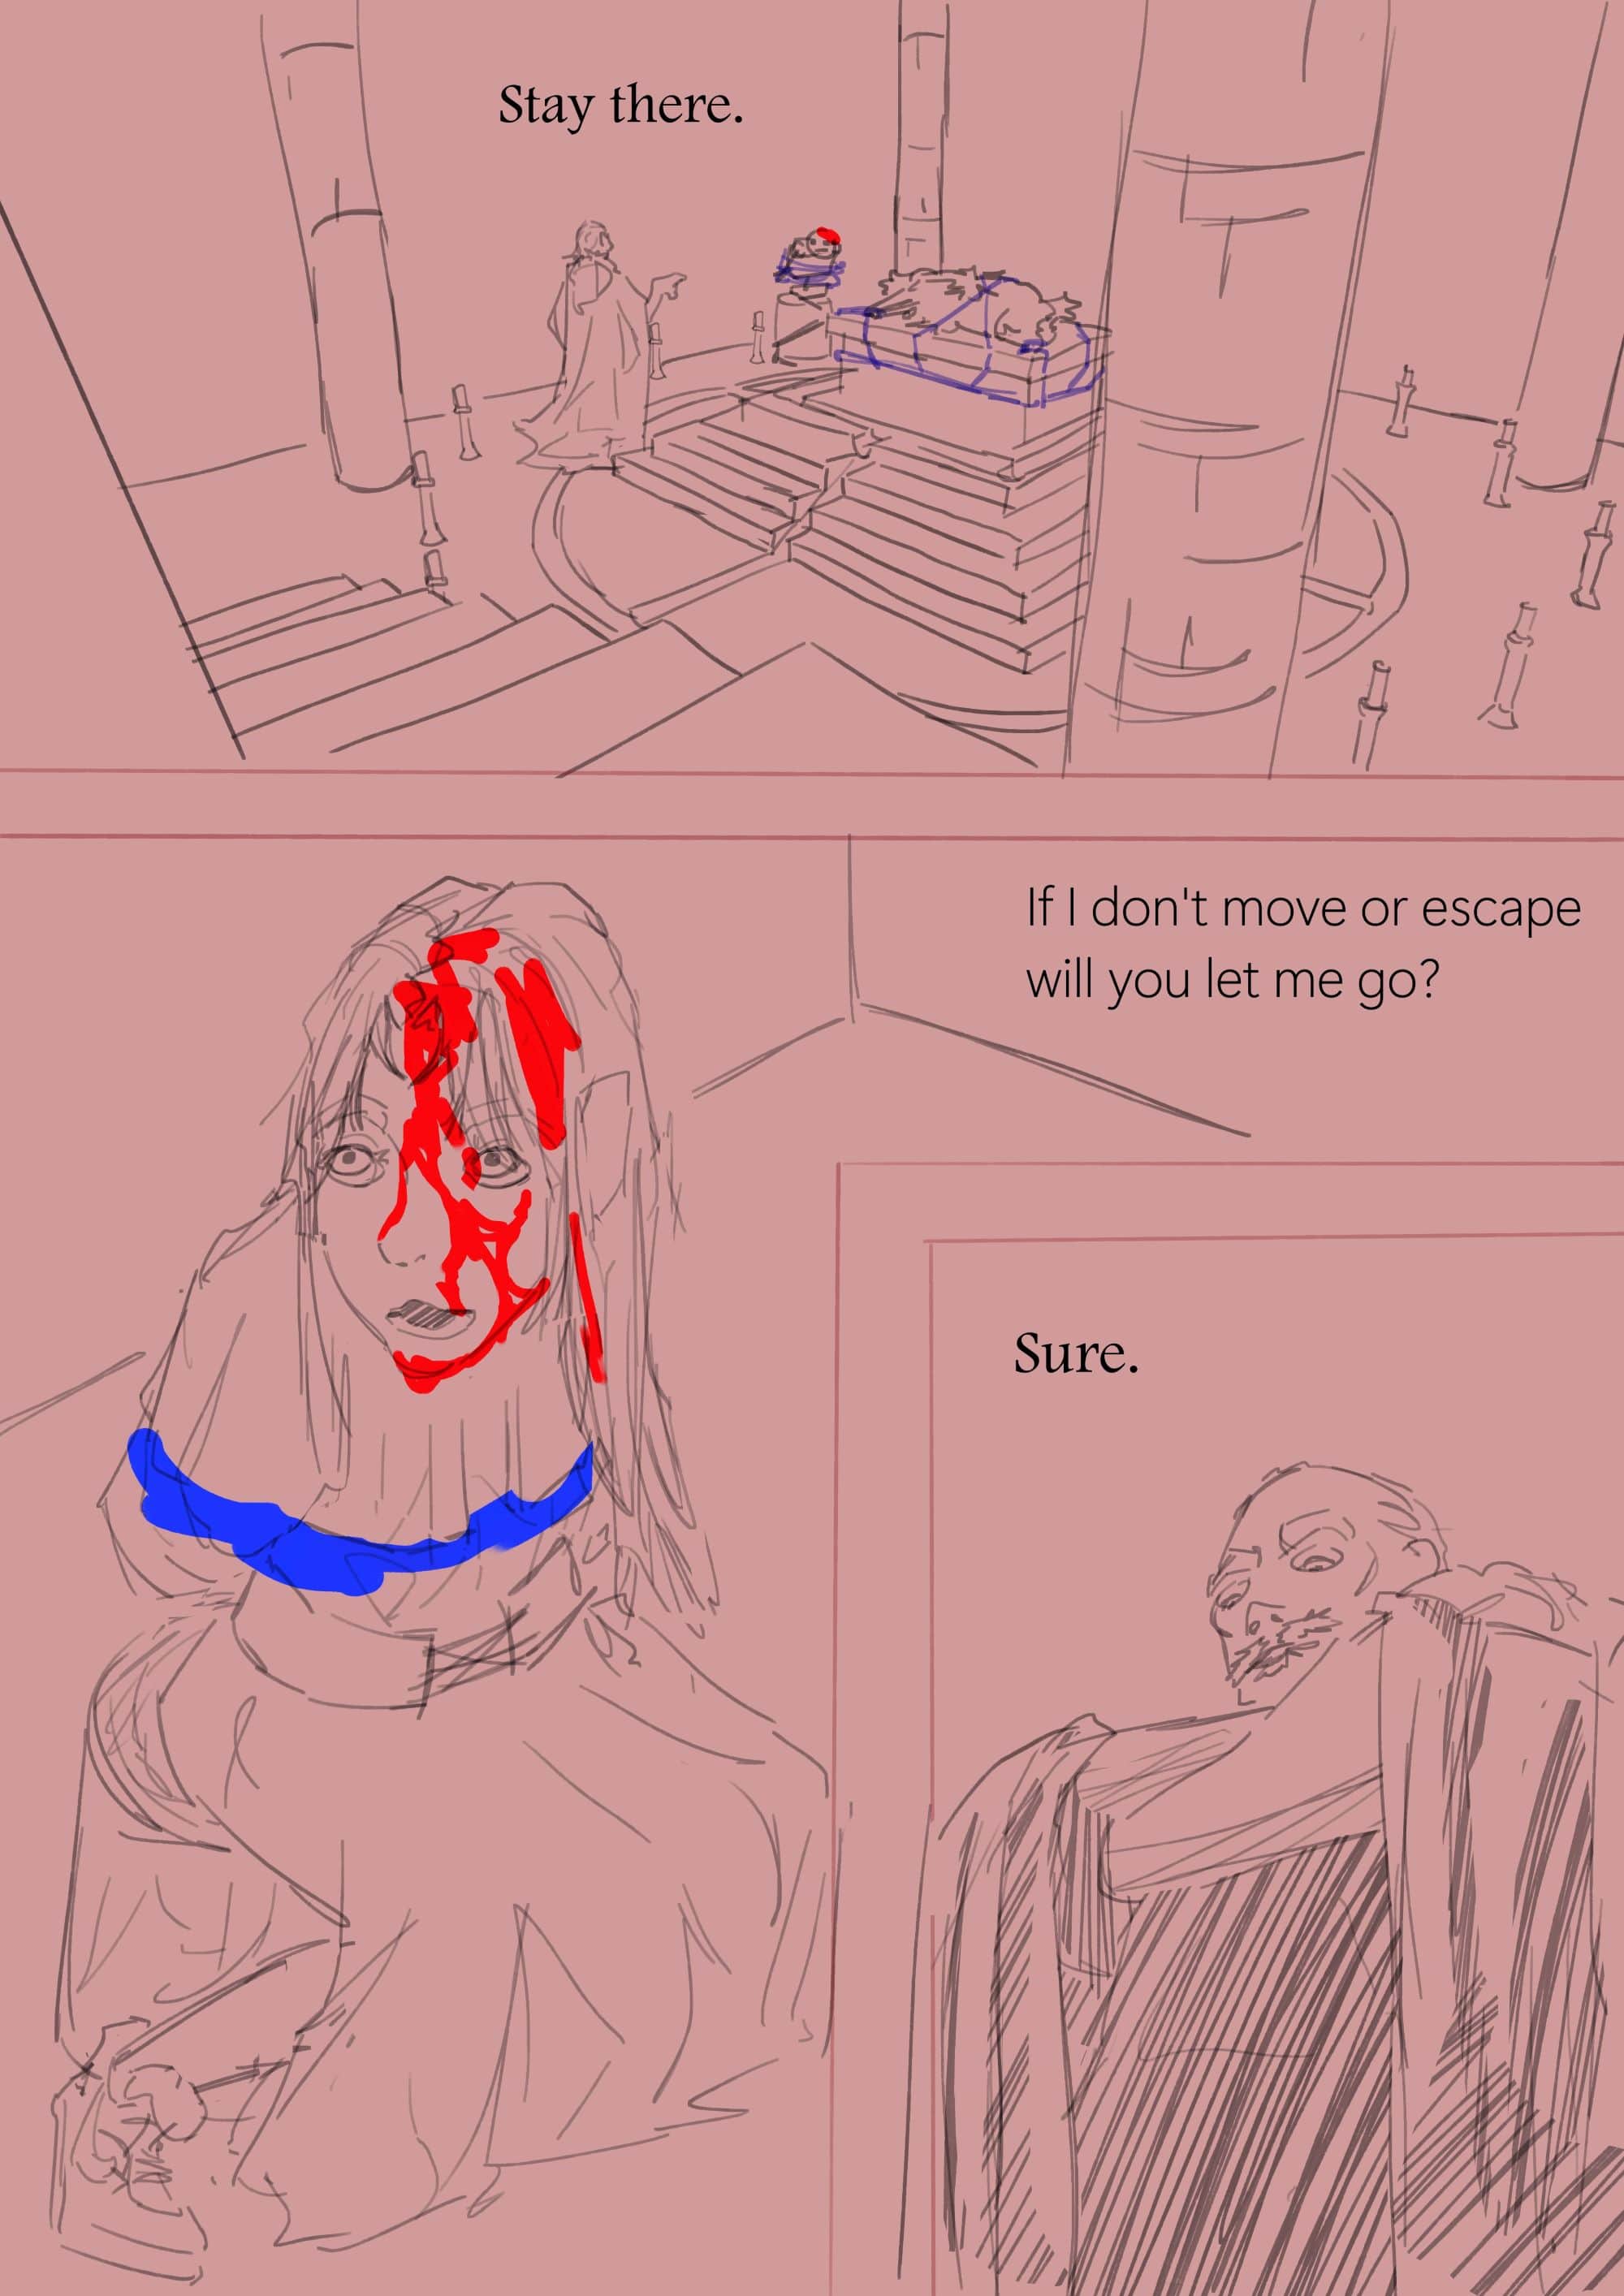 Stay there.
If I don't move or escape
will you let me go?
Sure.